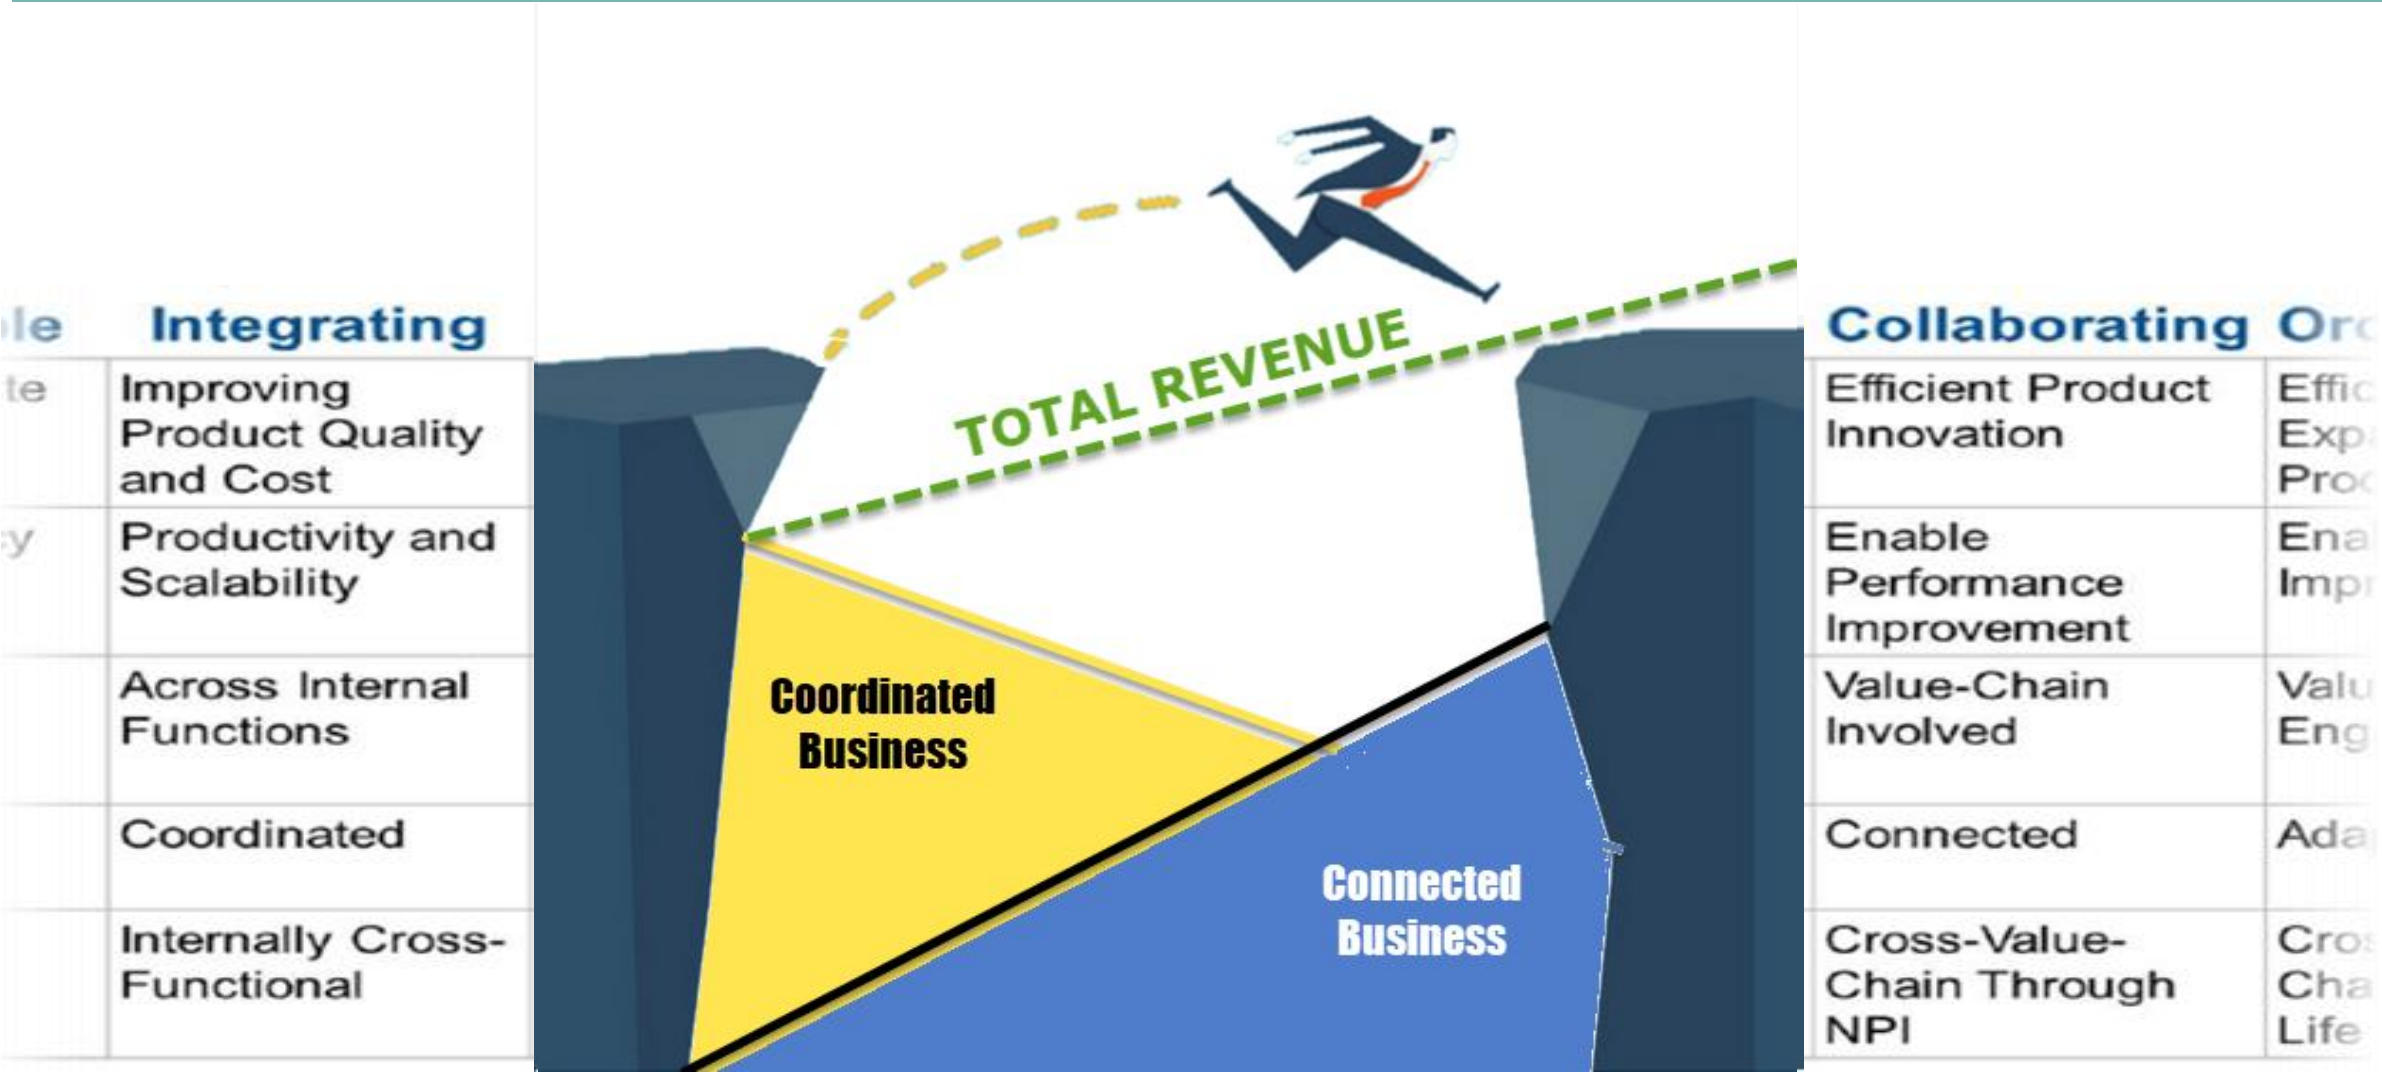 Integrating
Improving
Product Quality
and Cost
Productivity and
Scalability
Across Internal
Functions
Coordinated
Internally Cross-
Functional
TOTAL REVENUE
Coordinated
Business
Connected
Business
Collaborating
Efficient Product
Innovation
Enable
Performance
Improvement
Value-Chain
Involved
Connected
Cross-Value-
Chain Through
NPI
Life